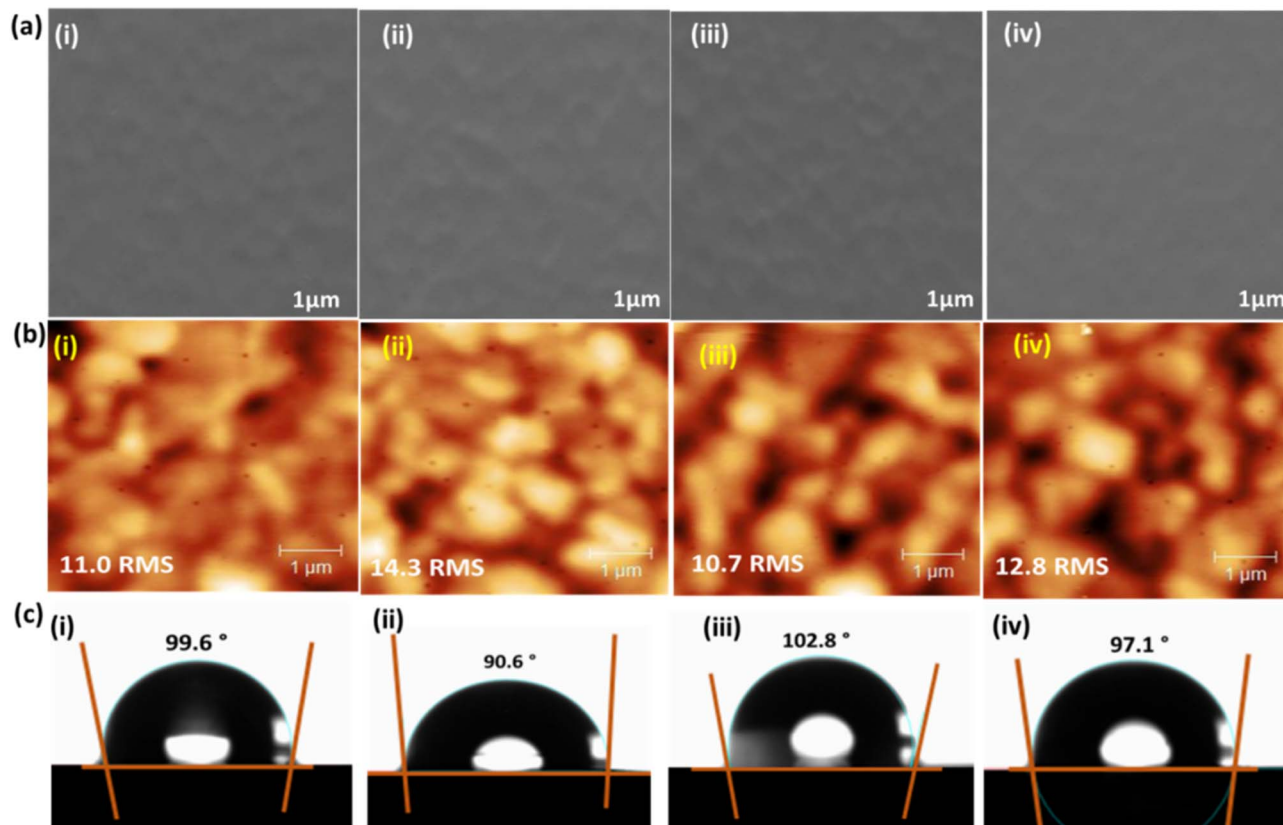 (a) (i) (ii) (iii) (iv)
1μm 1μm 1μm 1μm
(b) (i) (ii) (iii) (iv)
1 μm 1 μm 1 μm 1 μm
11.0 RMS 14.3 RMS 10.7 RMS 12.8 RMS
(c) (i) (ii) (iii) (iv)
99.6 ° 90.6 ° 102.8 ° 97.1 °